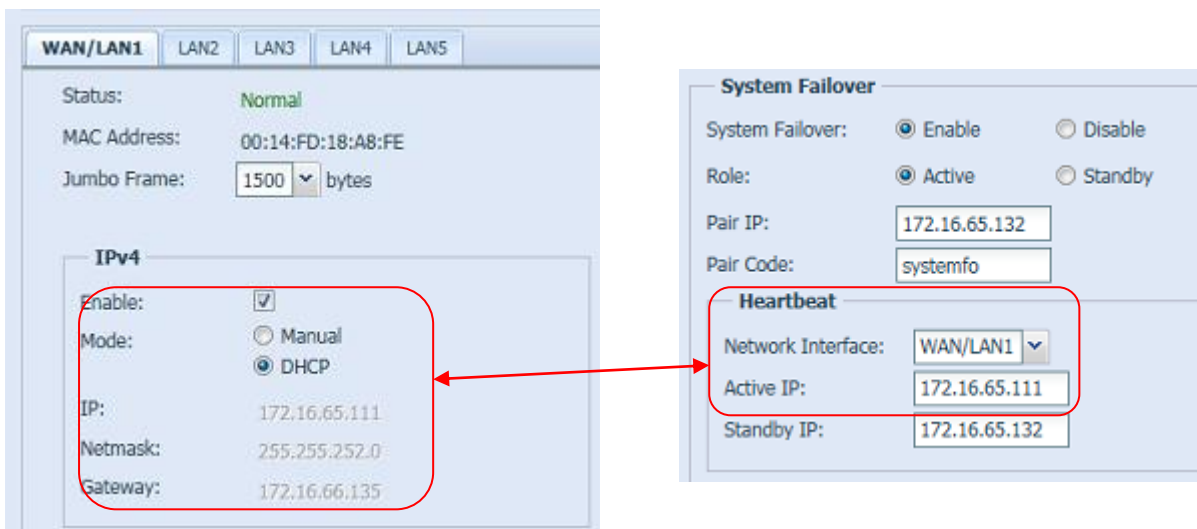 WAN/LAN1 LAN2 LAN3 LAN4 LAN5
Status: Normal
MAC Address: 00:14:FD:18:A8:FE
Jumbo Frame: 1500 bytes
IPv4
Enable:
Mode: Manual
DHCP
IP: 172.16.65.111
Netmask: 255.255.252.0
Gateway: 172.16.66.135
System Failover
System Failover: Enable Disable
Role: Active Standby
Pair IP: 172.16.65.132
Pair Code: systemfo
Heartbeat
Network Interface: WAN/LAN1
Active IP: 172.16.65.111
Standby IP: 172.16.65.132